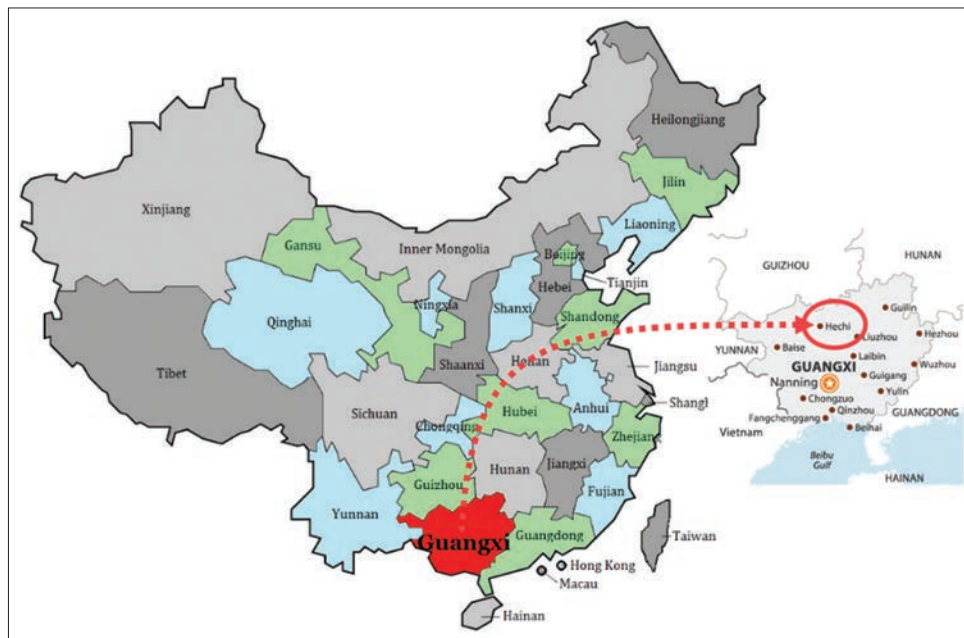 Heilongjiang
Jilin
Xinjiang
Liaoning
Gansu
Inner Mongolia
Beijing
Tianjin
Hebei
Ningxia
Shanxi
Shandong
Qinghai
Shaanxi
Henan
Jiangsu
Tibet
Sichuan
Hubei
Anhui
Shangl
Chongqing
Zhejiang
Hunan
Jiangxi
Guizhou
Fujian
Yunnan
Guangxi
Guangdong
Taiwan
Hong Kong
Macau
Hainan
GUIZHOU
HUNAN
Guilin
Hechi
Hezhou
Liuzhou
Baise
YUNNAN
Laibin
Wuzhou
GUANGXI
Guigang
Nanning
Yulin
Chongzuo
Qinzhou
GUANGDONG
Fangchenggang
Beihai
Vietnam
Beibu
Gulf
HAINAN